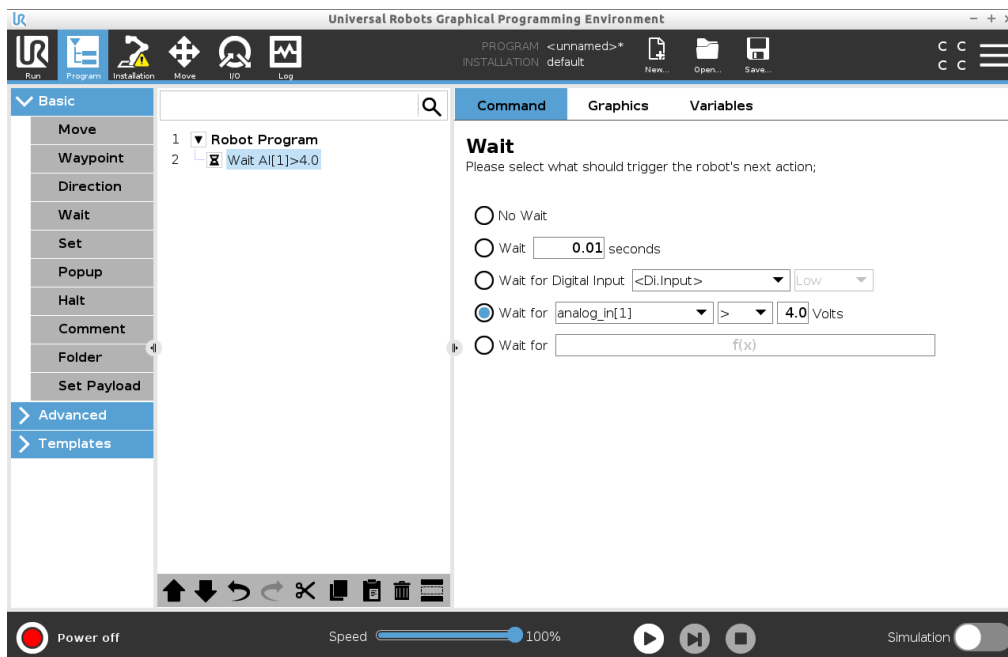 UR Universal Robots Graphical Programming Environment
UR
Run Program Installation Move I/O Log
PROGRAM <unnamed>*
INSTALLATION default
New... Open... Save...
C C
C C
Basic
Move
Waypoint
Direction
Wait
Set
Popup
Halt
Comment
Folder
Set Payload
Advanced
Templates
1 Robot Program
2 Wait AI[1]>4.0
Command Graphics Variables
Wait
Please select what should trigger the robot's next action;
No Wait
Wait 0.01 seconds
Wait for Digital Input <Di.Input> Low
Wait for analog_in[1] > 4.0 Volts
Wait for f(x)
Power off
Speed 100%
Simulation